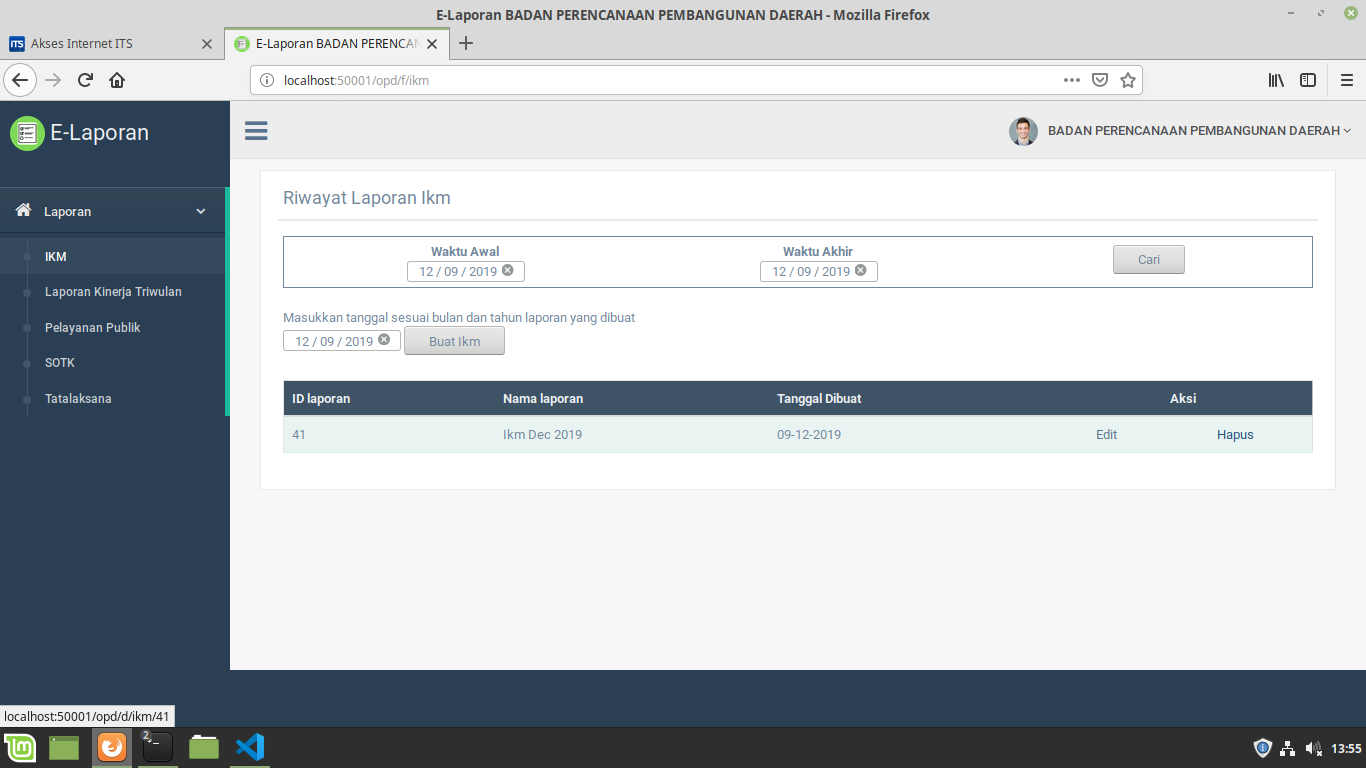 E-Laporan BADAN PERENCANAAN PEMBANGUNAN DAERAH - Mozilla Firefox
iTS Akses Internet ITS
E-Laporan BADAN PERENCAN
localhost:50001/opd/f/ikm
E-Laporan
BADAN PERENCANAAN PEMBANGUNAN DAERAH
Laporan
IKM
Laporan Kinerja Triwulan
Pelayanan Publik
SOTK
Tatalaksana
Riwayat Laporan Ikm
Waktu Awal Waktu Akhir
12 / 09 / 2019 12 / 09 / 2019 Cari
Masukkan tanggal sesuai bulan dan tahun laporan yang dibuat
12 / 09 / 2019 Buat Ikm
ID laporan Nama laporan Tanggal Dibuat Aksi
41 Ikm Dec 2019 09-12-2019 Edit Hapus
localhost:50001/opd/d/ikm/41
2
13:55